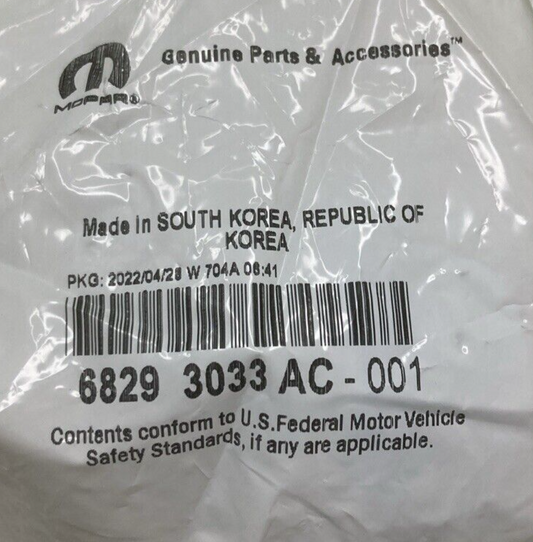 Genuine Parts & Accessories™
MOPAR®
Made in SOUTH KOREA, REPUBLIC OF
KOREA
PKG: 2022/04/28 W 704A 06:41
6829 3033 AC - 001
Contents conform to U.S.Federal Motor Vehicle
Safety Standards, if any are applicable.